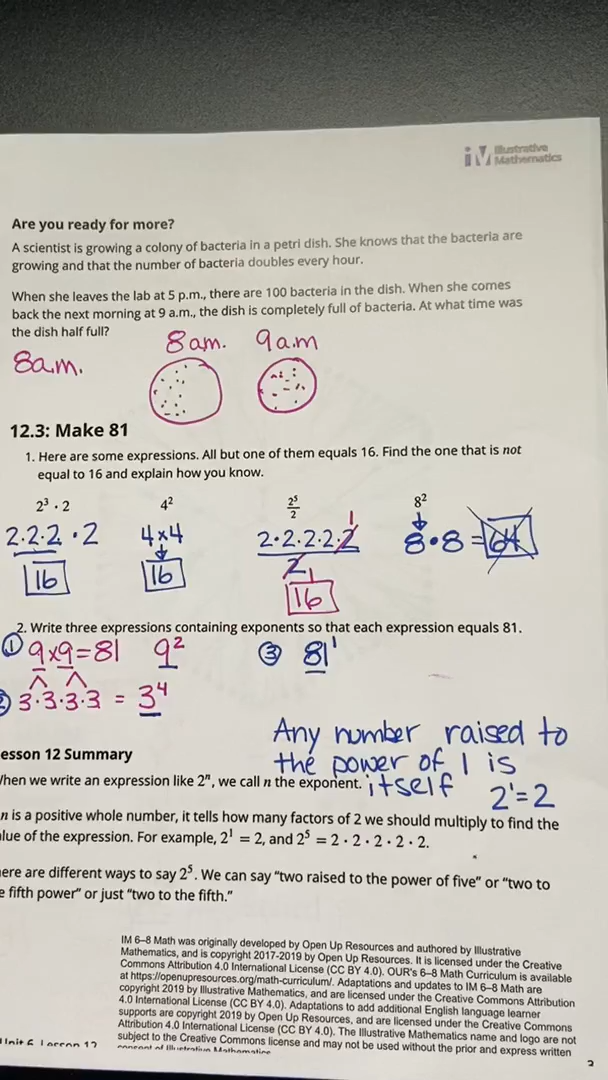 Illustrative
Mathematics
Are you ready for more?
A scientist is growing a colony of bacteria in a petri dish. She knows that the bacteria are
growing and that the number of bacteria doubles every hour.
When she leaves the lab at 5 p.m., there are 100 bacteria in the dish. When she comes
back the next morning at 9 a.m., the dish is completely full of bacteria. At what time was
the dish half full?
8am. 9a.m
8a.m.
12.3: Make 81
1. Here are some expressions. All but one of them equals 16. Find the one that is not
equal to 16 and explain how you know.
2³ · 2 4² 2⁵/2 8²
2·2·2·2 4×4 2·2·2·2·2/2 1 1 8·8=64
16 16 16
2. Write three expressions containing exponents so that each expression equals 81.
① 9×9=81 9² ③ 81¹
② 3·3·3·3 = 3⁴
Any number raised to
the power of 1 is
itself 2¹=2
esson 12 Summary
When we write an expression like 2ⁿ, we call n the exponent.
n is a positive whole number, it tells how many factors of 2 we should multiply to find the
alue of the expression. For example, 2¹ = 2, and 2⁵ = 2 · 2 · 2 · 2 · 2.
ere are different ways to say 2⁵. We can say “two raised to the power of five” or “two to
e fifth power” or just “two to the fifth.”
IM 6–8 Math was originally developed by Open Up Resources and authored by Illustrative
Mathematics, and is copyright 2017-2019 by Open Up Resources. It is licensed under the Creative
Commons Attribution 4.0 International License (CC BY 4.0). OUR's 6–8 Math Curriculum is available
at https://openupresources.org/math-curriculum/. Adaptations and updates to IM 6–8 Math are
copyright 2019 by Illustrative Mathematics, and are licensed under the Creative Commons Attribution
4.0 International License (CC BY 4.0). Adaptations to add additional English language learner
supports are copyright 2019 by Open Up Resources, and are licensed under the Creative Commons
Attribution 4.0 International License (CC BY 4.0). The Illustrative Mathematics name and logo are not
subject to the Creative Commons license and may not be used without the prior and express written
consent of Illustrative Mathematics
Unit 6 Lesson 12